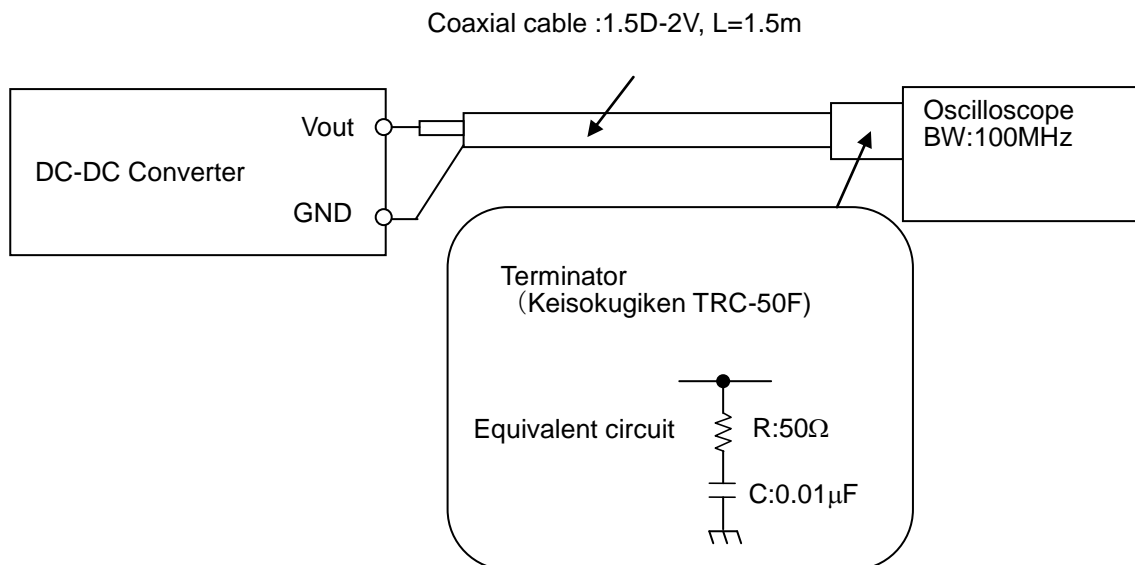 Coaxial cable :1.5D-2V, L=1.5m
Vout
DC-DC Converter
GND
Oscilloscope
BW:100MHz
Terminator
（Keisokugiken TRC-50F)
Equivalent circuit
R:50Ω
C:0.01μF